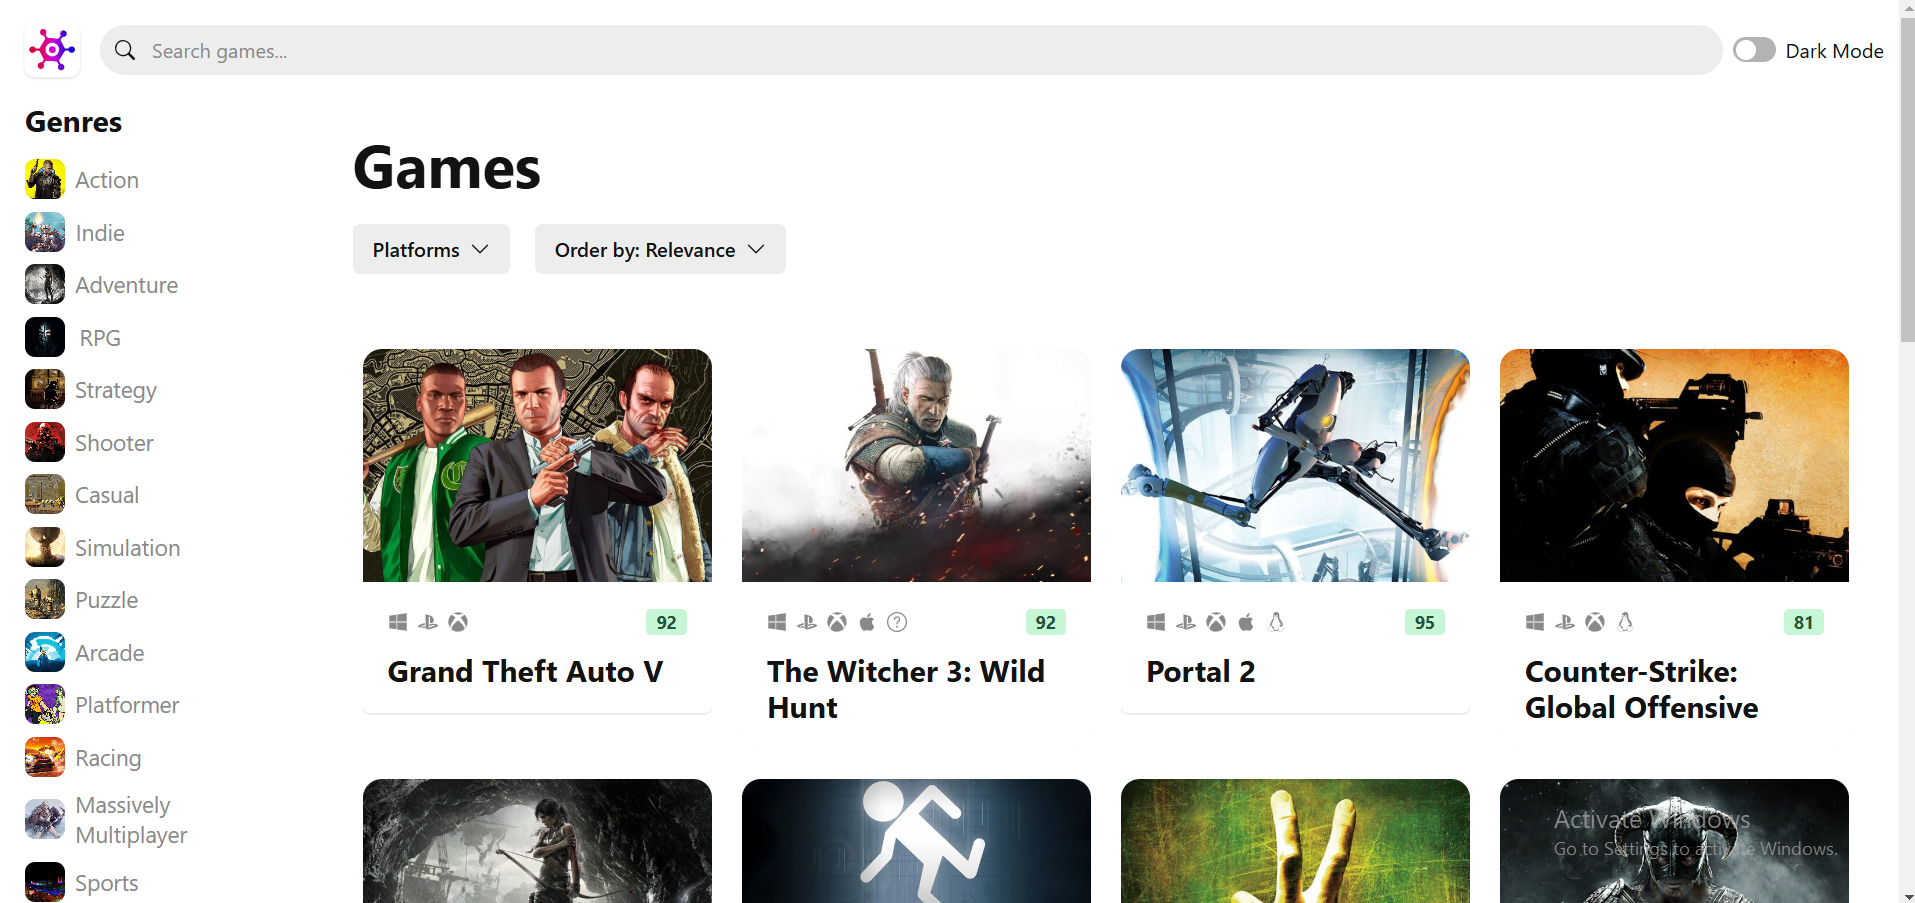 Search games...
Dark Mode
Genres
Action
Indie
Adventure
RPG
Strategy
Shooter
Casual
Simulation
Puzzle
Arcade
Platformer
Racing
Massively
Multiplayer
Sports
Games
Platforms
Order by: Relevance
92
Grand Theft Auto V
92
The Witcher 3: Wild
Hunt
95
Portal 2
81
Counter-Strike:
Global Offensive
Activate Windows
Go to Settings to activate Windows.